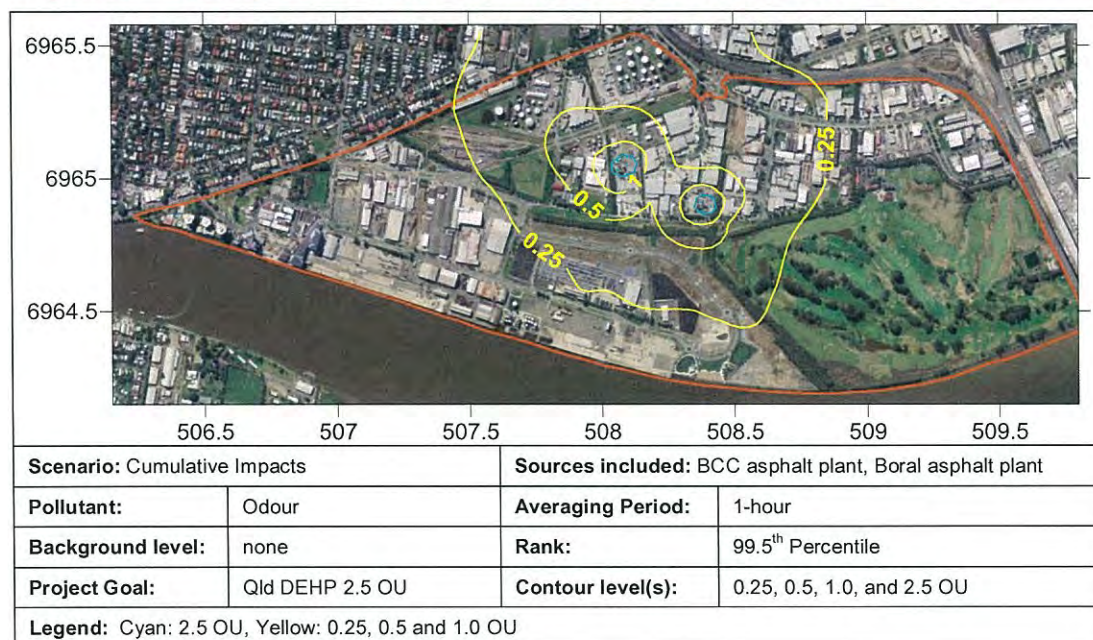 6965.5
6965
6964.5
0.25
1
0.5
0.25
506.5 507 507.5 508 508.5 509 509.5
Scenario: Cumulative Impacts Sources included: BCC asphalt plant, Boral asphalt plant
Pollutant: Odour Averaging Period: 1-hour
Background level: none Rank: 99.5th Percentile
Project Goal: Qld DEHP 2.5 OU Contour level(s): 0.25, 0.5, 1.0, and 2.5 OU
Legend: Cyan: 2.5 OU, Yellow: 0.25, 0.5 and 1.0 OU